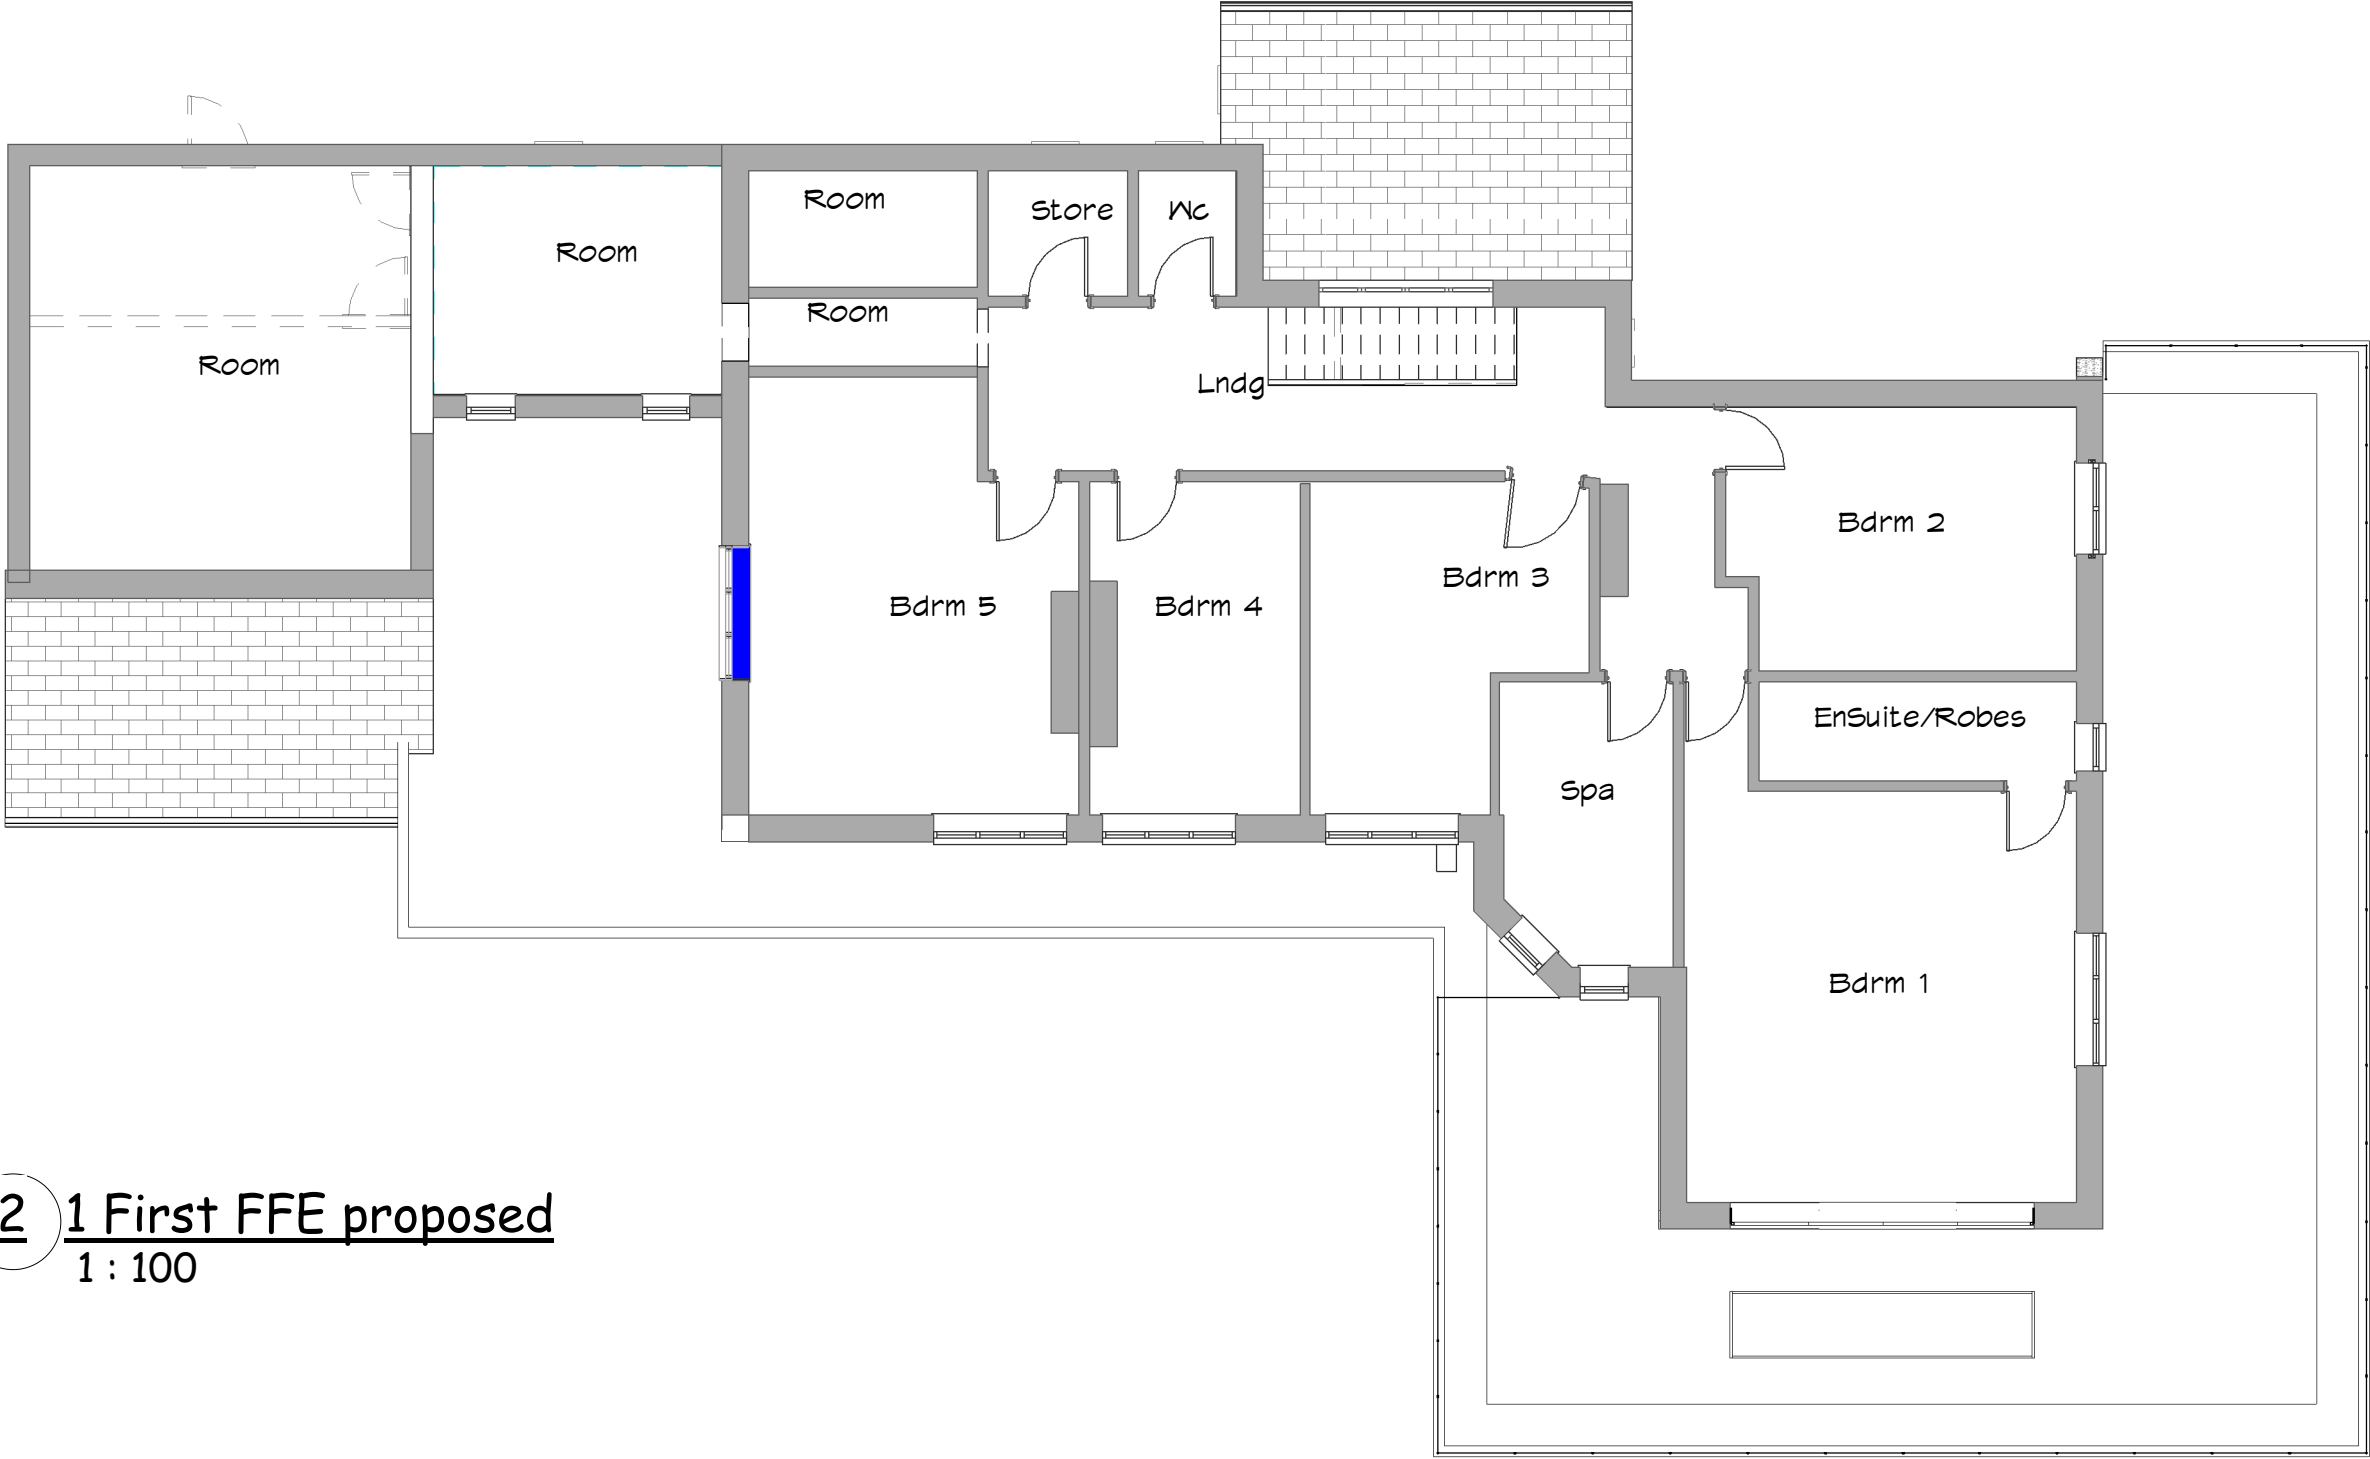 Room
Store
Wc
Room
Room
Room
Lndg
Bdrm 2
Bdrm 3
Bdrm 5
Bdrm 4
EnSuite/Robes
Spa
Bdrm 1
2
1 First FFE proposed
1 : 100